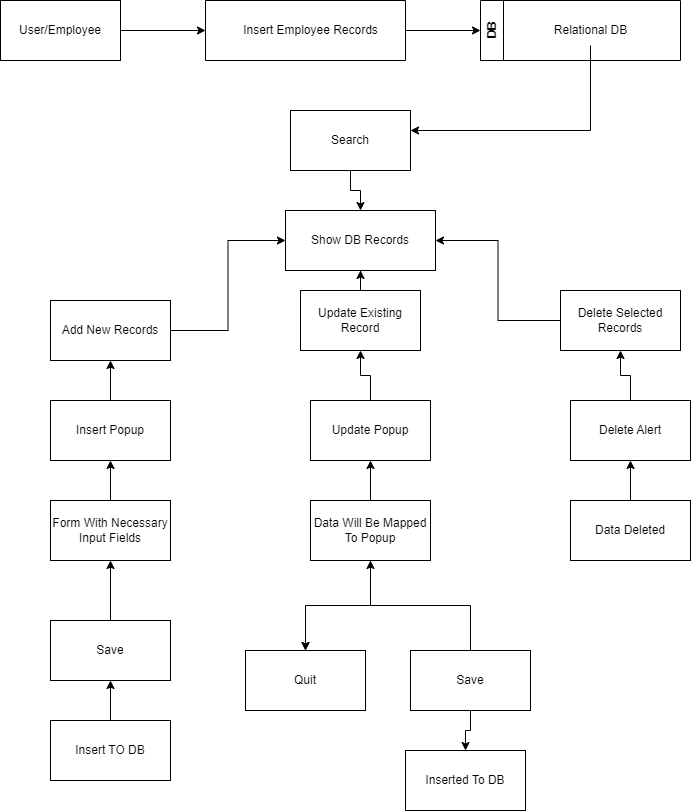 User/Employee
Insert Employee Records
DB
Relational DB
Search
Show DB Records
Add New Records
Update Existing
Record
Delete Selected
Records
Insert Popup
Update Popup
Delete Alert
Form With Necessary
Input Fields
Data Will Be Mapped
To Popup
Data Deleted
Save
Quit
Save
Insert TO DB
Inserted To DB